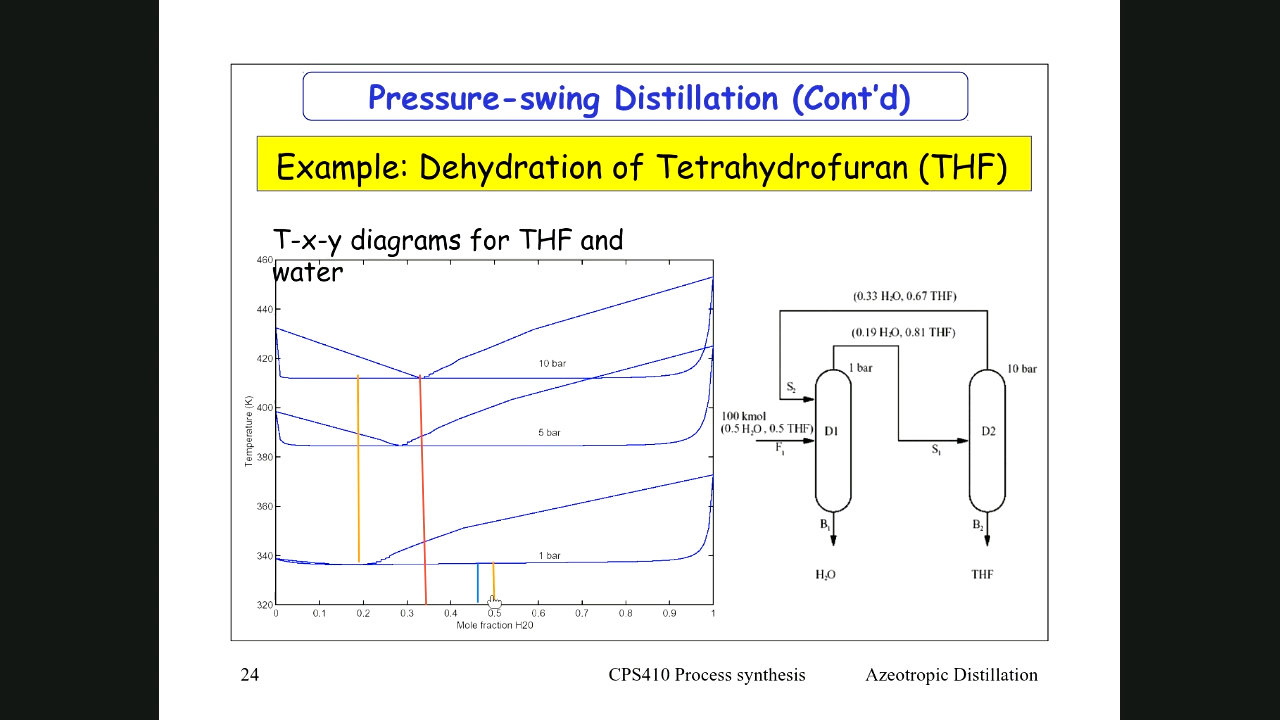 Pressure-swing Distillation (Cont'd)
Example: Dehydration of Tetrahydrofuran (THF)
T-x-y diagrams for THF and
water
460
440
420
400
380
360
340
320
Temperature (K)
10 bar
5 bar
1 bar
0 0.1 0.2 0.3 0.4 0.5 0.6 0.7 0.8 0.9 1
Mole fraction H20
(0.33 H₂O, 0.67 THF)
(0.19 H₂O, 0.81 THF)
1 bar
10 bar
S₂
100 kmol
(0.5 H₂O, 0.5 THF)
F₁
D1
S₁
D2
B₁
B₂
H₂O
THF
24
CPS410 Process synthesis
Azeotropic Distillation